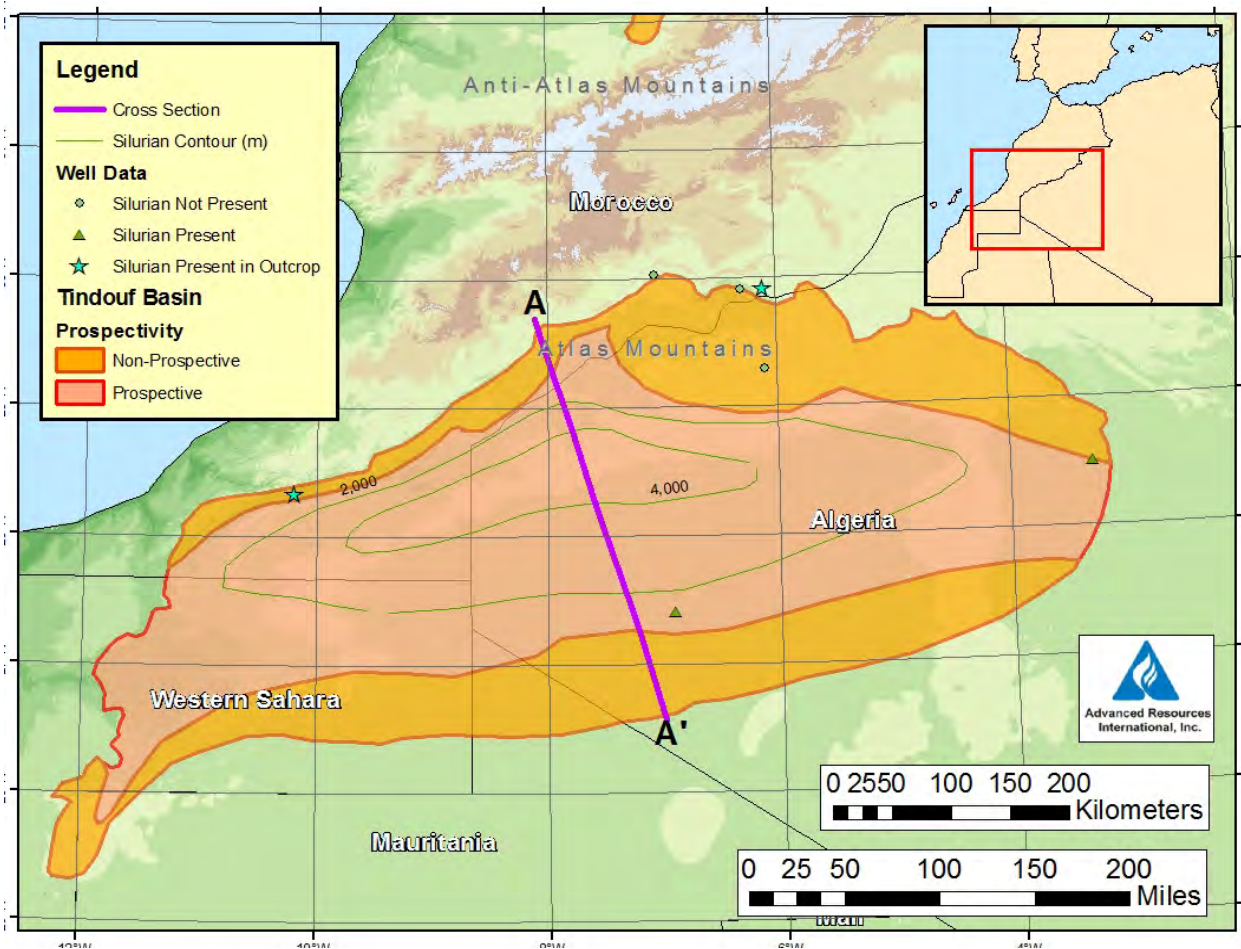 Legend
Cross Section
Silurian Contour (m)
Well Data
Silurian Not Present
Silurian Present
Silurian Present in Outcrop
Tindouf Basin
Prospectivity
Non-Prospective
Prospective
Anti-Atlas Mountains
Morocco
A
Atlas Mountains
2,000
4,000
Algeria
Western Sahara
A'
Mauritania
Advanced Resources
International, Inc.
0 25 50 100 150 200
Kilometers
0 25 50 100 150 200
Miles
Mali